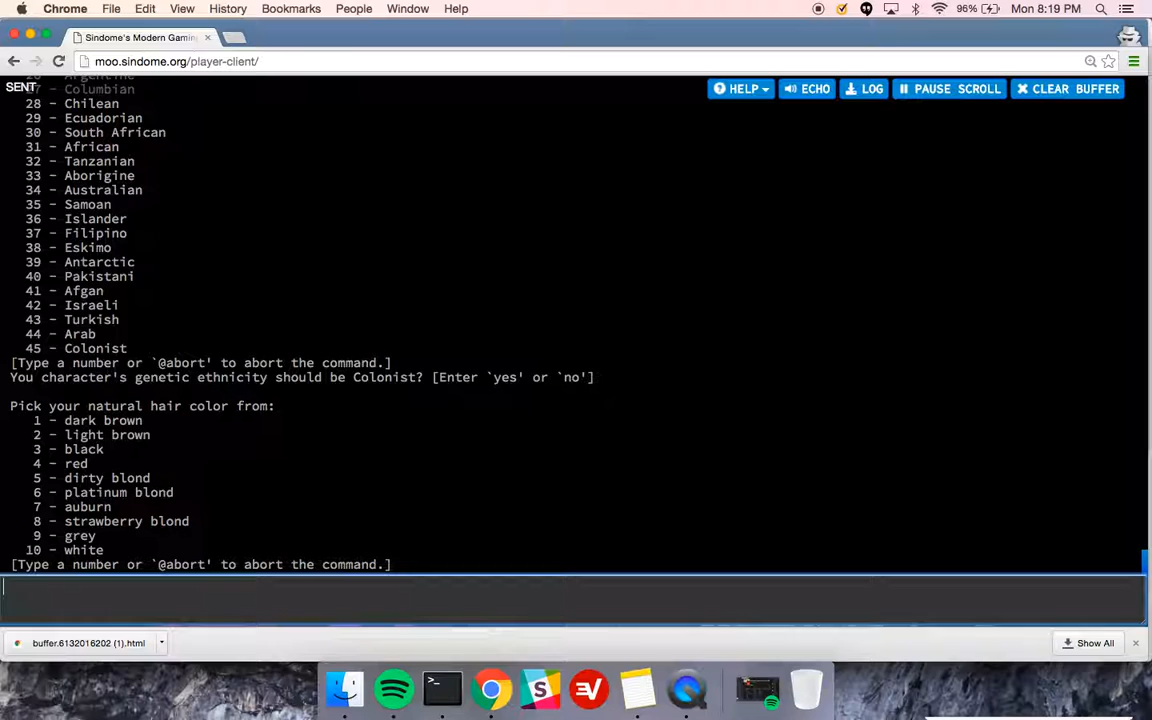 Chrome File Edit View History Bookmarks People Window Help 96% Mon 8:19 PM
Sindome's Modern Gaming
moo.sindome.org/player-client/
SENT HELP ECHO LOG PAUSE SCROLL CLEAR BUFFER
26 - Argentine
27 - Columbian
28 - Chilean
29 - Ecuadorian
30 - South African
31 - African
32 - Tanzanian
33 - Aborigine
34 - Australian
35 - Samoan
36 - Islander
37 - Filipino
38 - Eskimo
39 - Antarctic
40 - Pakistani
41 - Afgan
42 - Israeli
43 - Turkish
44 - Arab
45 - Colonist
[Type a number or `@abort' to abort the command.]
You character's genetic ethnicity should be Colonist? [Enter `yes' or `no']
Pick your natural hair color from:
1 - dark brown
2 - light brown
3 - black
4 - red
5 - dirty blond
6 - platinum blond
7 - auburn
8 - strawberry blond
9 - grey
10 - white
[Type a number or `@abort' to abort the command.]
buffer.6132016202 (1).html Show All